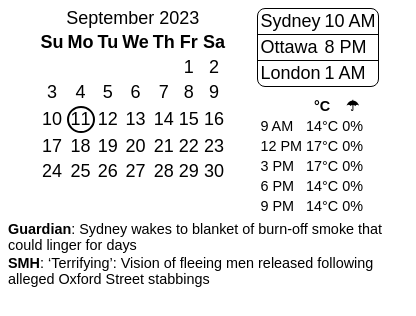 September 2023
Su Mo Tu We Th Fr Sa
1 2
3 4 5 6 7 8 9
10 11 12 13 14 15 16
17 18 19 20 21 22 23
24 25 26 27 28 29 30
Sydney 10 AM
Ottawa 8 PM
London 1 AM
°C ☂
9 AM 14°C 0%
12 PM 17°C 0%
3 PM 17°C 0%
6 PM 14°C 0%
9 PM 14°C 0%
Guardian: Sydney wakes to blanket of burn-off smoke that
could linger for days
SMH: ‘Terrifying’: Vision of fleeing men released following
alleged Oxford Street stabbings